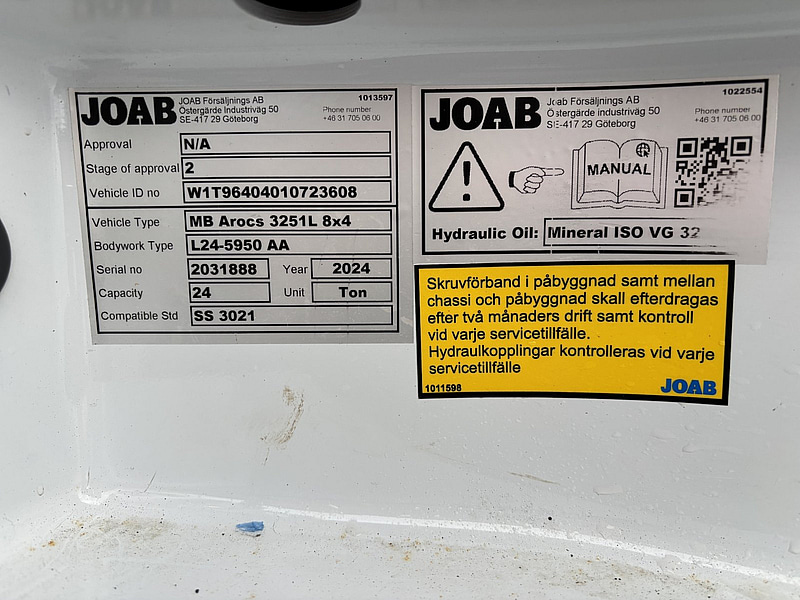 JOAB
JOAB Försäljnings AB
Östergärde Industriväg 50
SE-417 29 Göteborg
1013597
Phone number
+46 31 705 06 00
Approval N/A
Stage of approval 2
Vehicle ID no W1T96404010723608
Vehicle Type MB Arocs 3251L 8x4
Bodywork Type L24-5950 AA
Serial no 2031888 Year 2024
Capacity 24 Unit Ton
Compatible Std SS 3021
JOAB
Joab Försäljnings AB
Östergärde industriväg 50
SE-417 29 Göteborg
1022554
Phone number
+46 31 705 06 00
MANUAL
Hydraulic Oil: Mineral ISO VG 32
Skruvförband i påbyggnad samt mellan
chassi och påbyggnad skall efterdragas
efter två månaders drift samt kontroll
vid varje servicetillfälle.
Hydraulkopplingar kontrolleras vid varje
servicetillfälle
1011598
JOAB